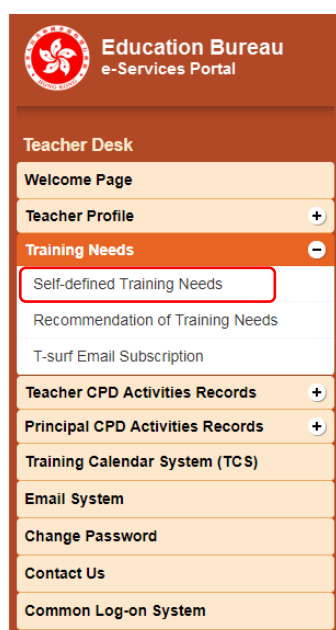 Education Bureau
e-Services Portal
Teacher Desk
Welcome Page
Teacher Profile
Training Needs
Self-defined Training Needs
Recommendation of Training Needs
T-surf Email Subscription
Teacher CPD Activities Records
Principal CPD Activities Records
Training Calendar System (TCS)
Email System
Change Password
Contact Us
Common Log-on System